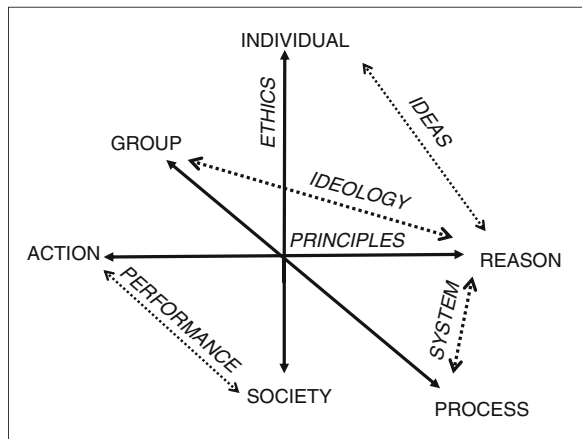 INDIVIDUAL
ETHICS
IDEAS
GROUP
IDEOLOGY
PRINCIPLES
ACTION
REASON
PERFORMANCE
SYSTEM
SOCIETY
PROCESS